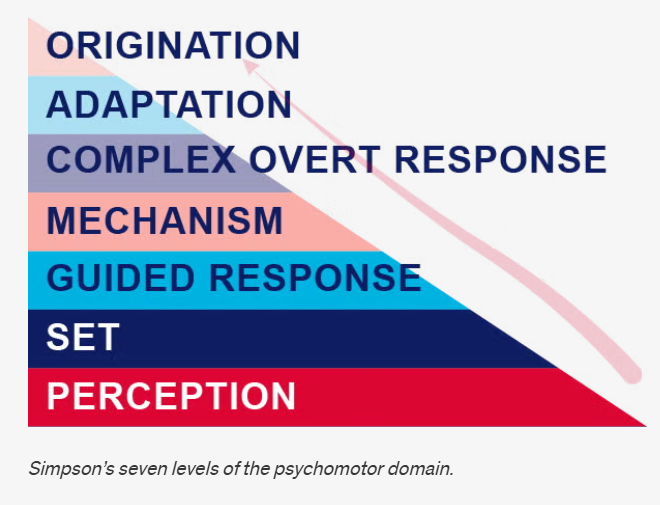 ORIGINATION
ADAPTATION
COMPLEX OVERT RESPONSE
MECHANISM
GUIDED RESPONSE
SET
PERCEPTION
Simpson's seven levels of the psychomotor domain.